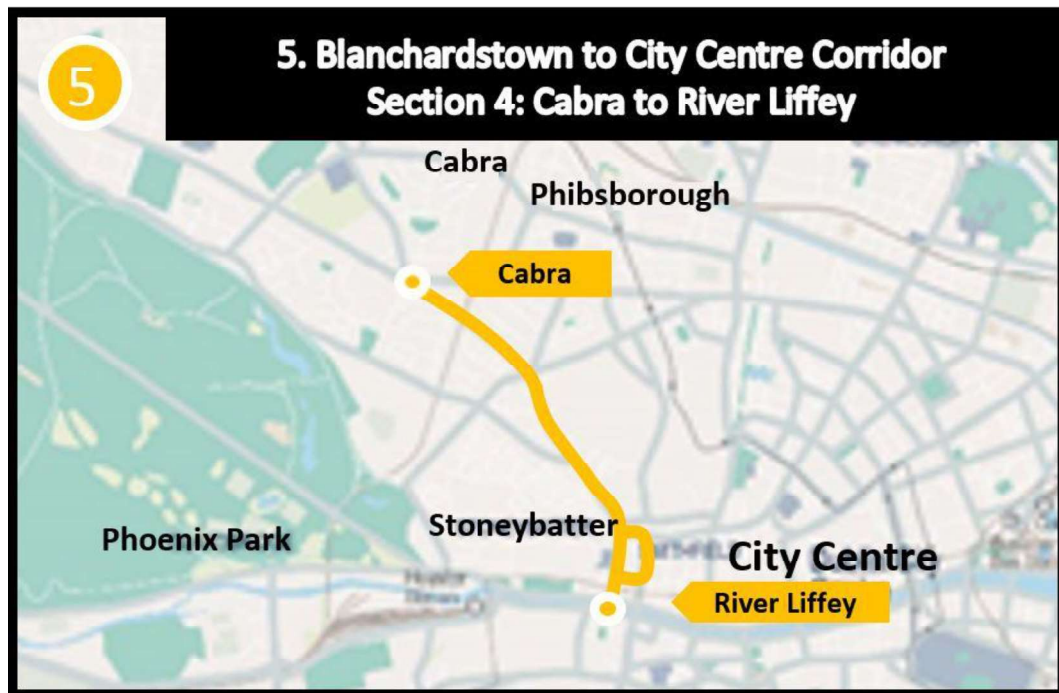 5
5. Blanchardstown to City Centre Corridor
Section 4: Cabra to River Liffey
Cabra
Phibsborough
Cabra
Stoneybatter
Phoenix Park
City Centre
River Liffey